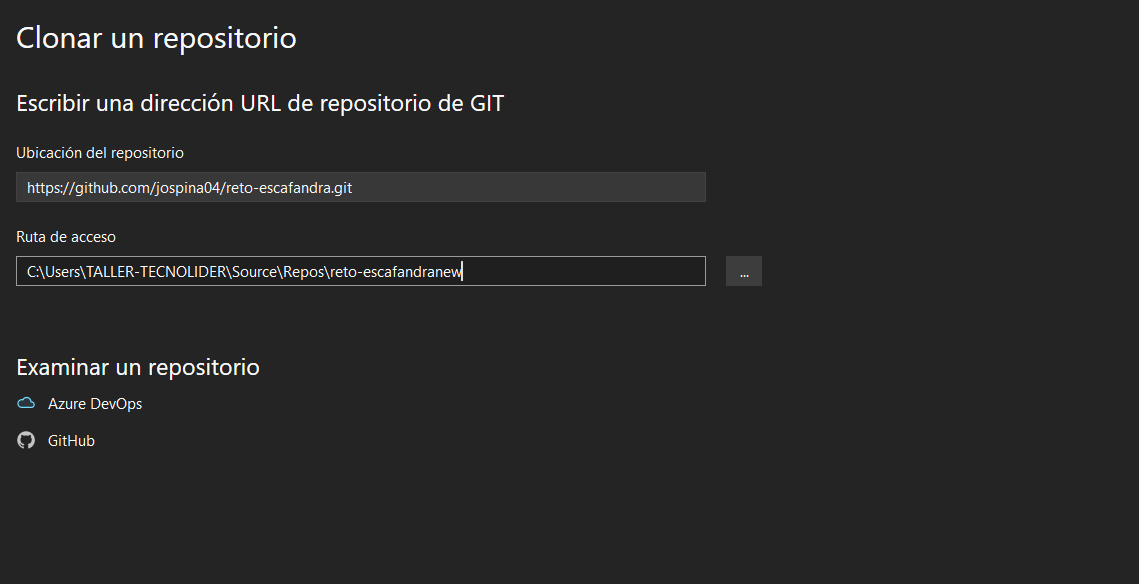 Clonar un repositorio
Escribir una dirección URL de repositorio de GIT
Ubicación del repositorio
https://github.com/jospina04/reto-escafandra.git
Ruta de acceso
C:\Users\TALLER-TECNOLIDER\Source\Repos\reto-escafandranew
...
Examinar un repositorio
Azure DevOps
GitHub